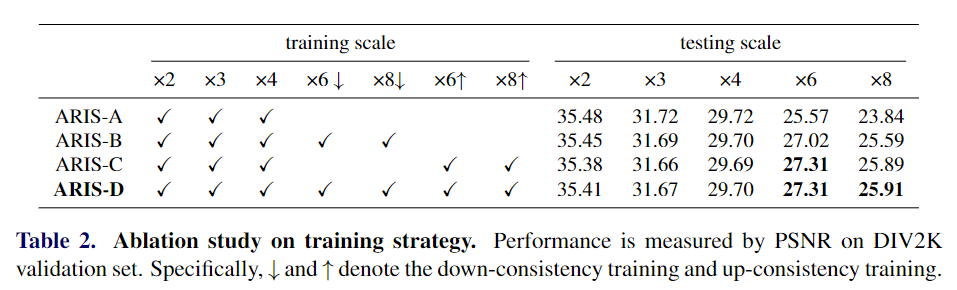 training scale testing scale
×2 ×3 ×4 ×6↓ ×8↓ ×6↑ ×8↑ ×2 ×3 ×4 ×6 ×8
ARIS-A ✓ ✓ ✓ 35.48 31.72 29.72 25.57 23.84
ARIS-B ✓ ✓ ✓ ✓ ✓ 35.45 31.69 29.70 27.02 25.59
ARIS-C ✓ ✓ ✓ ✓ ✓ 35.38 31.66 29.69 27.31 25.89
ARIS-D ✓ ✓ ✓ ✓ ✓ ✓ ✓ 35.41 31.67 29.70 27.31 25.91
Table 2. Ablation study on training strategy. Performance is measured by PSNR on DIV2K
validation set. Specifically, ↓ and ↑ denote the down-consistency training and up-consistency training.